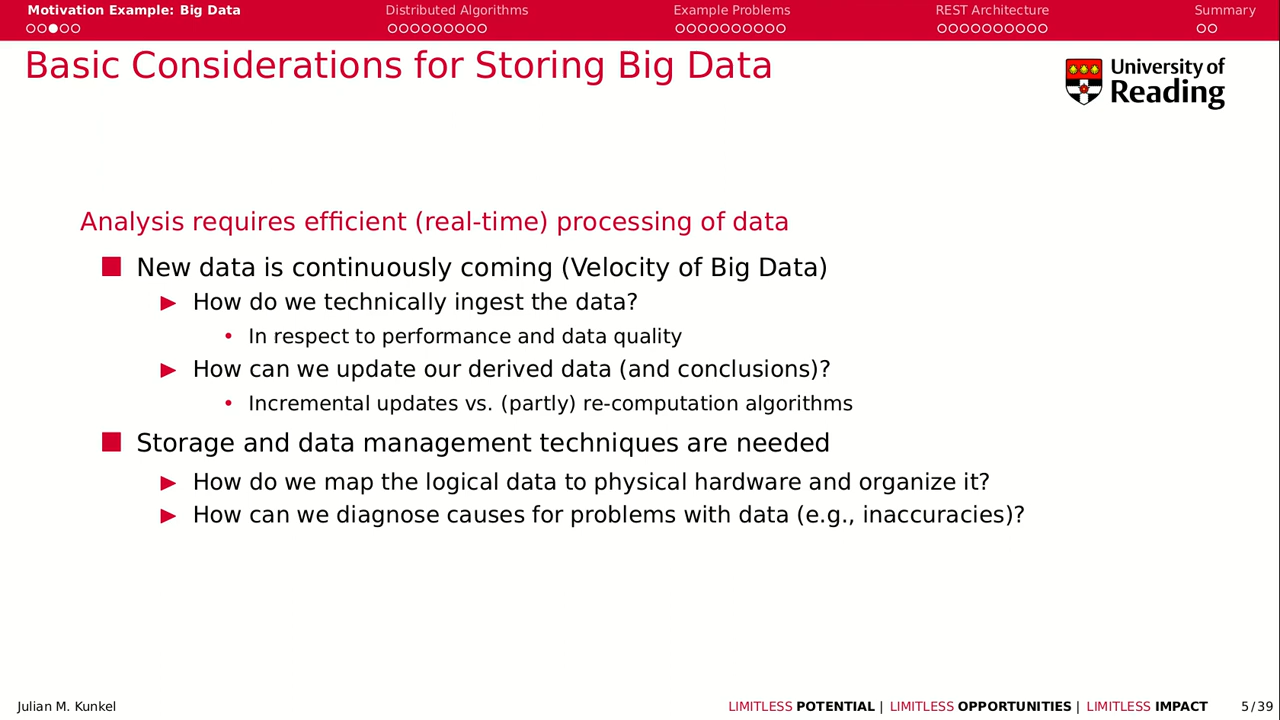 Motivation Example: Big Data
Distributed Algorithms
Example Problems
REST Architecture
Summary
Basic Considerations for Storing Big Data
University of
Reading
Analysis requires efficient (real-time) processing of data
New data is continuously coming (Velocity of Big Data)
How do we technically ingest the data?
In respect to performance and data quality
How can we update our derived data (and conclusions)?
Incremental updates vs. (partly) re-computation algorithms
Storage and data management techniques are needed
How do we map the logical data to physical hardware and organize it?
How can we diagnose causes for problems with data (e.g., inaccuracies)?
Julian M. Kunkel
LIMITLESS POTENTIAL | LIMITLESS OPPORTUNITIES | LIMITLESS IMPACT
5/39